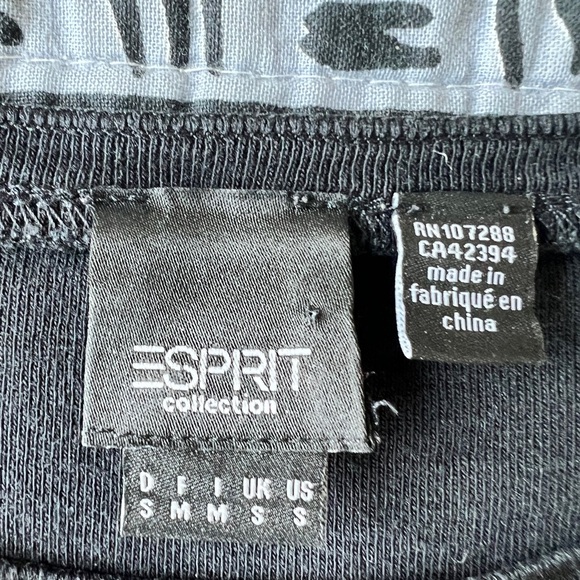 RN107288
CA42394
made in
fabriqué en
china
ESPRIT
collection
D E I UK US
S M M S S